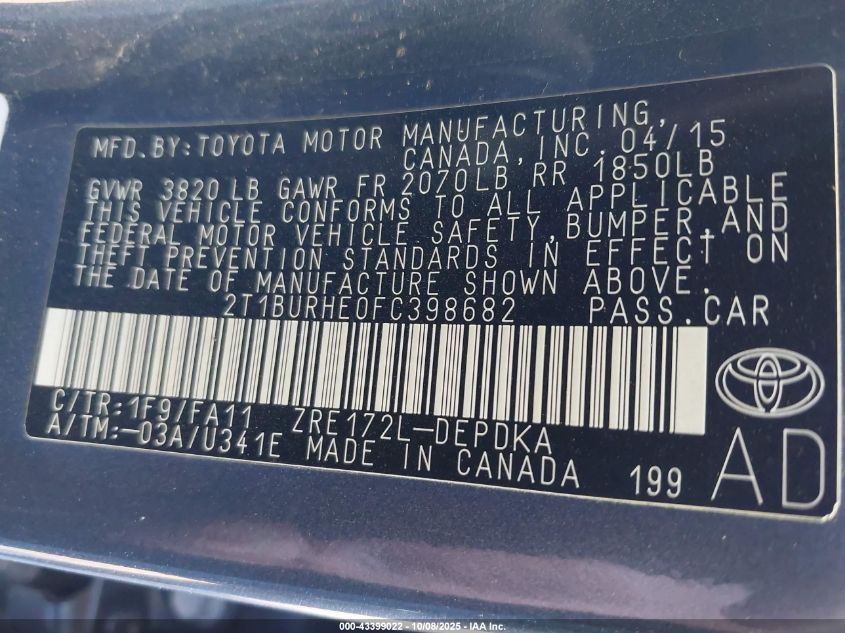 MFD.BY:TOYOTA MOTOR MANUFACTURING,
CANADA, INC. 04/15
GVWR 3820 LB GAWR FR 2070LB RR 1850LB
THIS VEHICLE CONFORMS TO ALL APPLICABLE
FEDERAL MOTOR VEHICLE SAFETY, BUMPER, AND
THEFT PREVENTION STANDARDS IN EFFECT ON
THE DATE OF MANUFACTURE SHOWN ABOVE.
2T1BURHE0FC398682 PASS.CAR
C/TR:1F9/FA11 ZRE172L-DEPDKA
A/TM:-03A/U341E MADE IN CANADA 199 AD
000-43399022 - 10/08/2025 - IAA Inc.